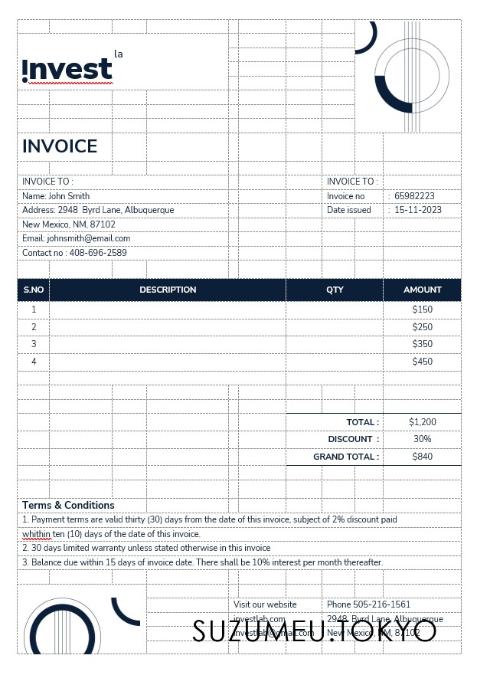 la
!nvest
INVOICE
INVOICE TO :
Name: John Smith
Address: 2948 Byrd Lane, Albuquerque
New Mexico, NM, 87102
Email: johnsmith@email.com
Contact no : 408-696-2589
INVOICE TO :
Invoice no : 65982223
Date issued : 15-11-2023
S.NO DESCRIPTION QTY AMOUNT
1 $150
2 $250
3 $350
4 $450
TOTAL : $1,200
DISCOUNT : 30%
GRAND TOTAL : $840
Terms & Conditions
1. Payment terms are valid thirty (30) days from the date of this invoice, subject of 2% discount paid
whithin ten (10) days of the date of this invoice.
2. 30 days limited warranty unless stated otherwise in this invoice
3. Balance due within 15 days of invoice date. There shall be 10% interest per month thereafter.
Visit our website
investlab.com
investlab@gmail.com
Phone 505-216-1561
2948, Byrd Lane, Albuquerque
New Mexico, NM, 87102
SUZUMEU.TOKYO